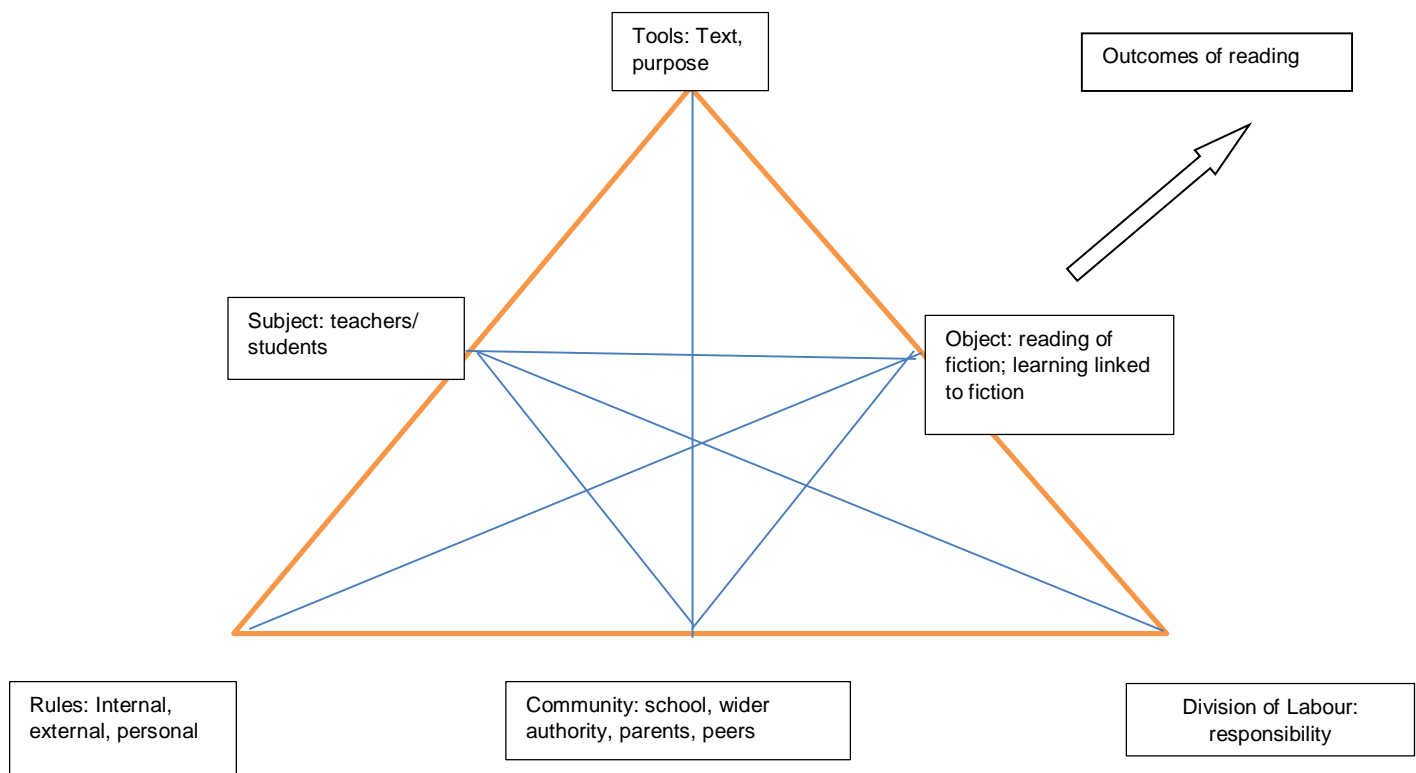 Tools: Text,
purpose
Outcomes of reading
Subject: teachers/
students
Object: reading of
fiction; learning linked
to fiction
Rules: Internal,
external, personal
Community: school, wider
authority, parents, peers
Division of Labour:
responsibility